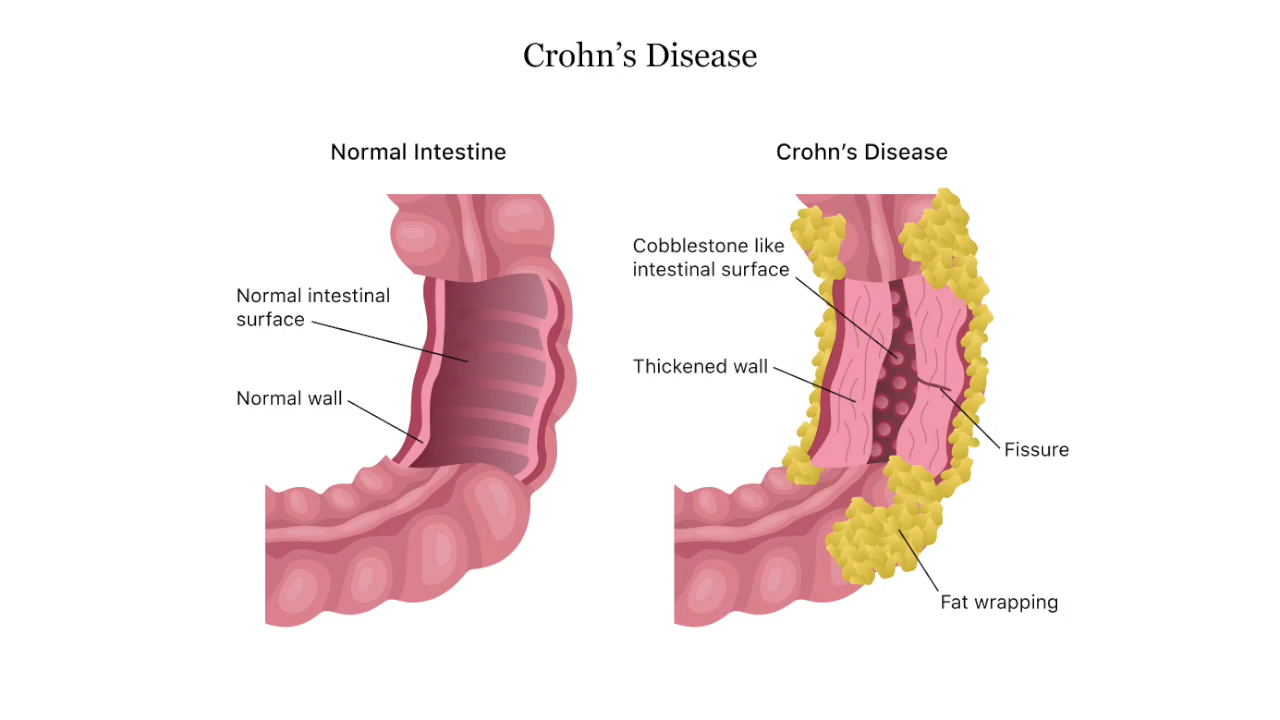 Crohn’s Disease
Normal Intestine
Normal intestinal
surface
Normal wall
Crohn’s Disease
Cobblestone like
intestinal surface
Thickened wall
Fissure
Fat wrapping